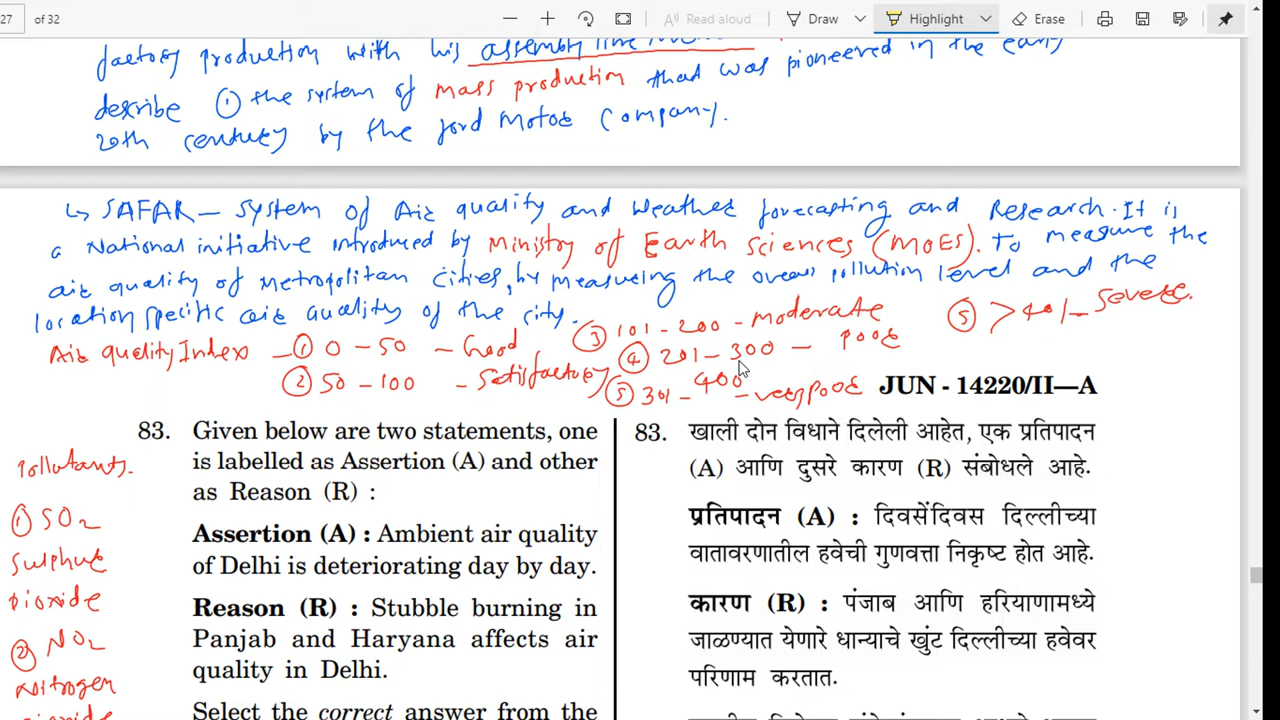 27 of 32 Read aloud Draw Highlight Erase
factory production with his assembly line
describe ① the system of mass production thad was pioneered in the early
20th century by the ford motor Company.
↳ SAFAR – System of Air quality and Weather forecasting and Research. It is
a National initiative introduced by Ministry of Earth Sciences (MoES). To measure the
air quality of metropolitan cities, by measuring the overall pollution level and the
location specific air quality of the city.
Air quality Index – ① 0 – 50 – Good
② 50 – 100 – Satisfactory
③ 101 – 200 – moderate
④ 201 – 300 – poor
⑤ 301 – 400 – very poor
⑤ > 401 – Severe.
JUN - 14220/II—A
83. Given below are two statements, one
is labelled as Assertion (A) and other
as Reason (R) :
Assertion (A) : Ambient air quality
of Delhi is deteriorating day by day.
Reason (R) : Stubble burning in
Panjab and Haryana affects air
quality in Delhi.
Select the correct answer from the
83. खाली दोन विधाने दिलेली आहेत, एक प्रतिपादन
(A) आणि दुसरे कारण (R) संबोधले आहे.
प्रतिपादन (A) : दिवसेंदिवस दिल्लीच्या
वातावरणातील हवेची गुणवत्ता निकृष्ट होत आहे.
कारण (R) : पंजाब आणि हरियाणामध्ये
जाळण्यात येणारे धान्याचे खुंट दिल्लीच्या हवेवर
परिणाम करतात.
Pollutants.
① SO2
Sulphur
Dioxide
② NO2
Nitrogen